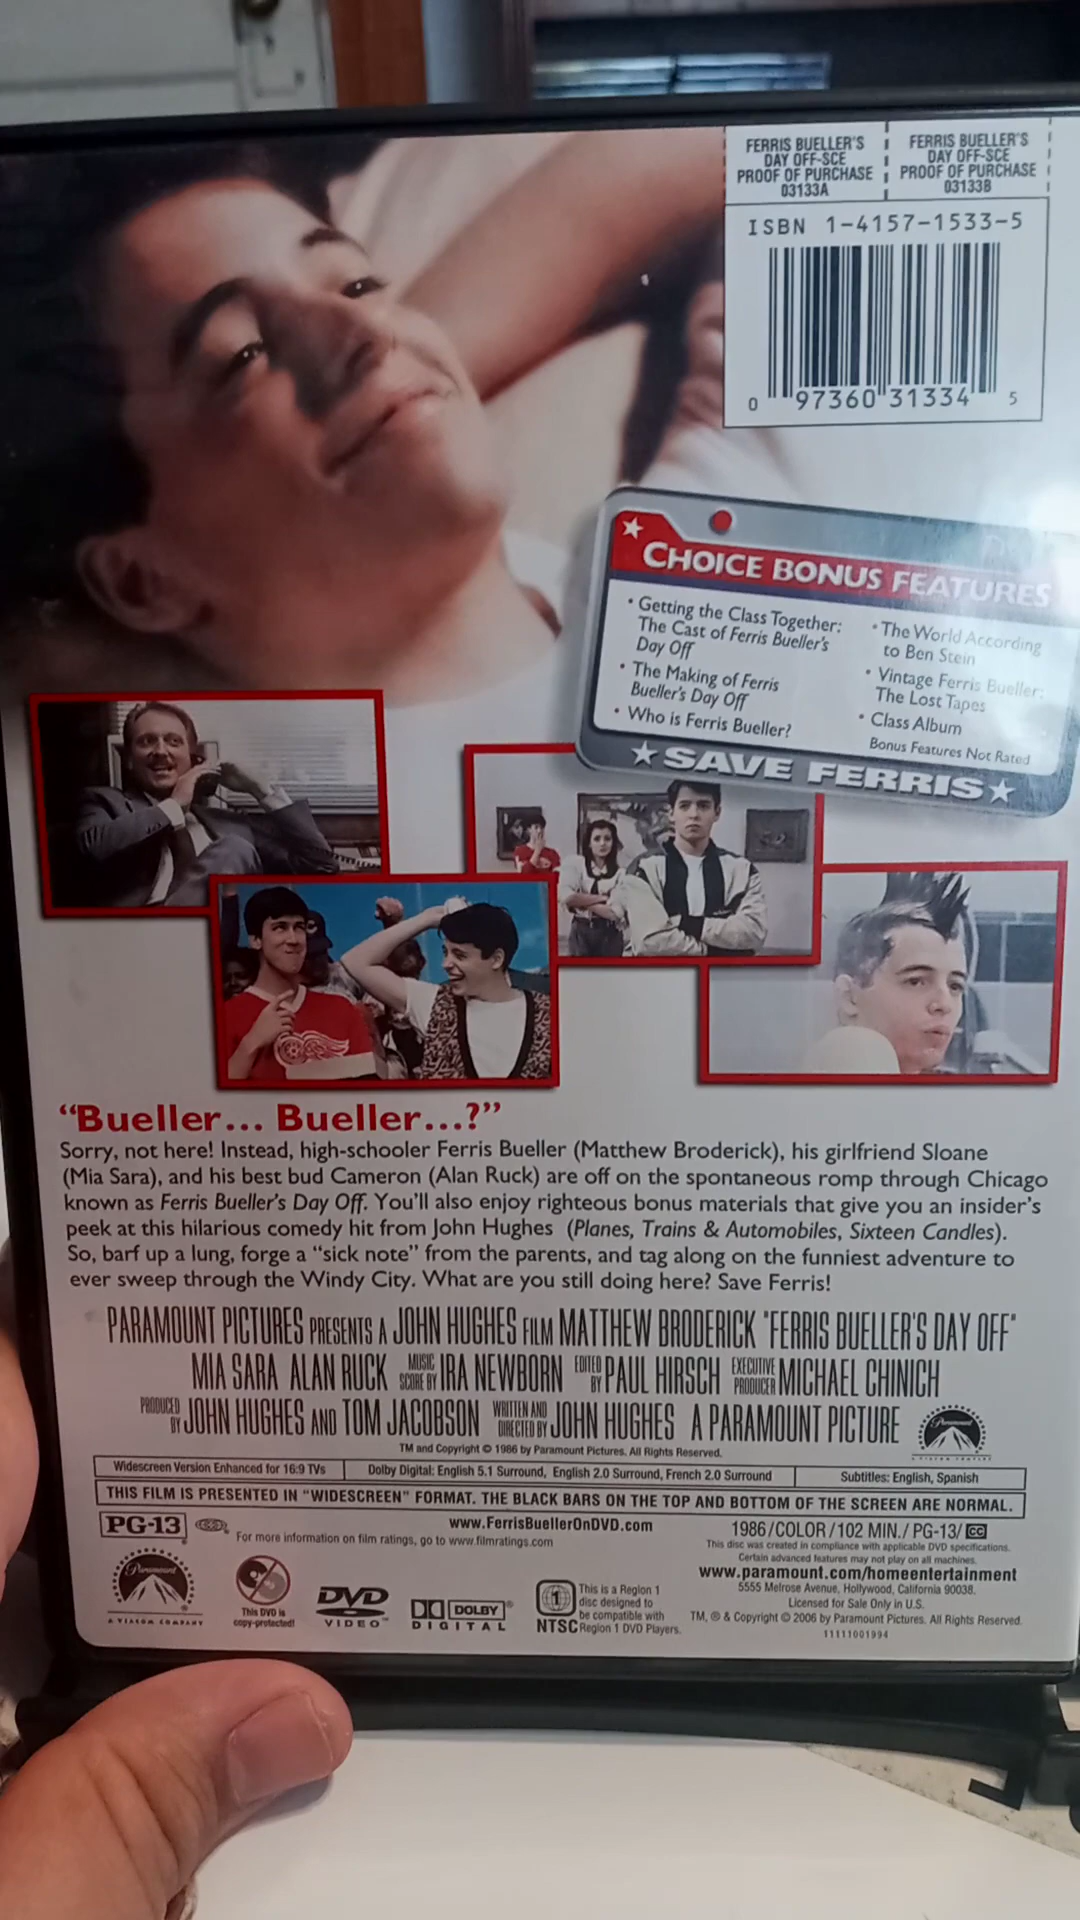 FERRIS BUELLER'S
DAY OFF-SCE
PROOF OF PURCHASE
03133A
FERRIS BUELLER'S
DAY OFF-SCE
PROOF OF PURCHASE
03133B
ISBN 1-4157-1533-5
0 97360 31334 5
CHOICE BONUS FEATURES
• Getting the Class Together:
The Cast of Ferris Bueller's
Day Off
• The Making of Ferris
Bueller's Day Off
• Who is Ferris Bueller?
• The World According
to Ben Stein
• Vintage Ferris Bueller:
The Lost Tapes
• Class Album
Bonus Features Not Rated
SAVE FERRIS
“Bueller... Bueller...?”
Sorry, not here! Instead, high-schooler Ferris Bueller (Matthew Broderick), his girlfriend Sloane
(Mia Sara), and his best bud Cameron (Alan Ruck) are off on the spontaneous romp through Chicago
known as Ferris Bueller's Day Off. You'll also enjoy righteous bonus materials that give you an insider's
peek at this hilarious comedy hit from John Hughes (Planes, Trains & Automobiles, Sixteen Candles).
So, barf up a lung, forge a “sick note” from the parents, and tag along on the funniest adventure to
ever sweep through the Windy City. What are you still doing here? Save Ferris!
PARAMOUNT PICTURES PRESENTS A JOHN HUGHES FILM MATTHEW BRODERICK "FERRIS BUELLER'S DAY OFF"
MIA SARA ALAN RUCK MUSIC SCORE BY IRA NEWBORN EDITED BY PAUL HIRSCH EXECUTIVE PRODUCER MICHAEL CHINICH
PRODUCED BY JOHN HUGHES AND TOM JACOBSON WRITTEN AND DIRECTED BY JOHN HUGHES A PARAMOUNT PICTURE
Paramount
TM and Copyright © 1986 by Paramount Pictures. All Rights Reserved.
Widescreen Version Enhanced for 16:9 TVs
Dolby Digital: English 5.1 Surround, English 2.0 Surround, French 2.0 Surround
Subtitles: English, Spanish
THIS FILM IS PRESENTED IN "WIDESCREEN" FORMAT. THE BLACK BARS ON THE TOP AND BOTTOM OF THE SCREEN ARE NORMAL.
PG-13
For more information on film ratings, go to www.filmratings.com
www.FerrisBuellerOnDVD.com
1986/COLOR/102 MIN./PG-13/CC
This disc was created in compliance with applicable DVD specifications.
Certain advanced features may not play on all machines.
www.paramount.com/homeentertainment
5555 Melrose Avenue, Hollywood, California 90038.
Licensed for Sale Only in U.S.
TM, ® & Copyright © 2006 by Paramount Pictures. All Rights Reserved.
11111001994
Paramount
A VIACOM COMPANY
This DVD is
copy-protected!
DVD
VIDEO
DOLBY
DIGITAL
1
NTSC
This is a Region 1
disc designed to
be compatible with
Region 1 DVD Players.